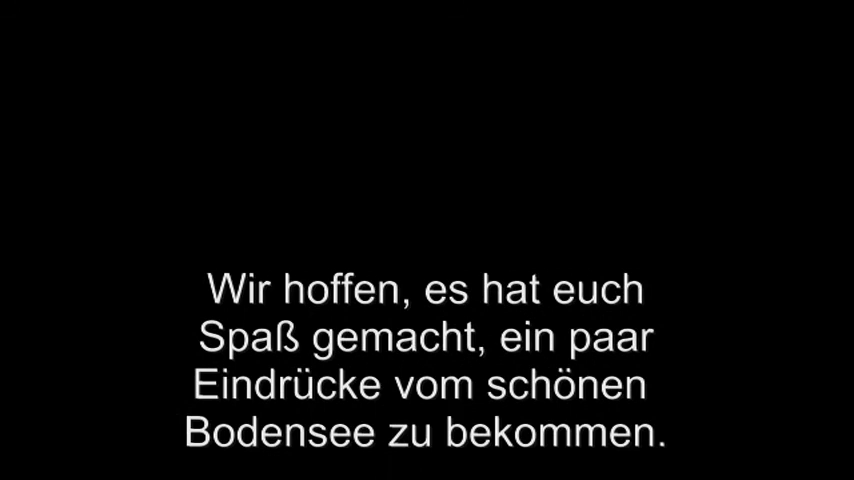 Wir hoffen, es hat euch
Spaß gemacht, ein paar
Eindrücke vom schönen
Bodensee zu bekommen.